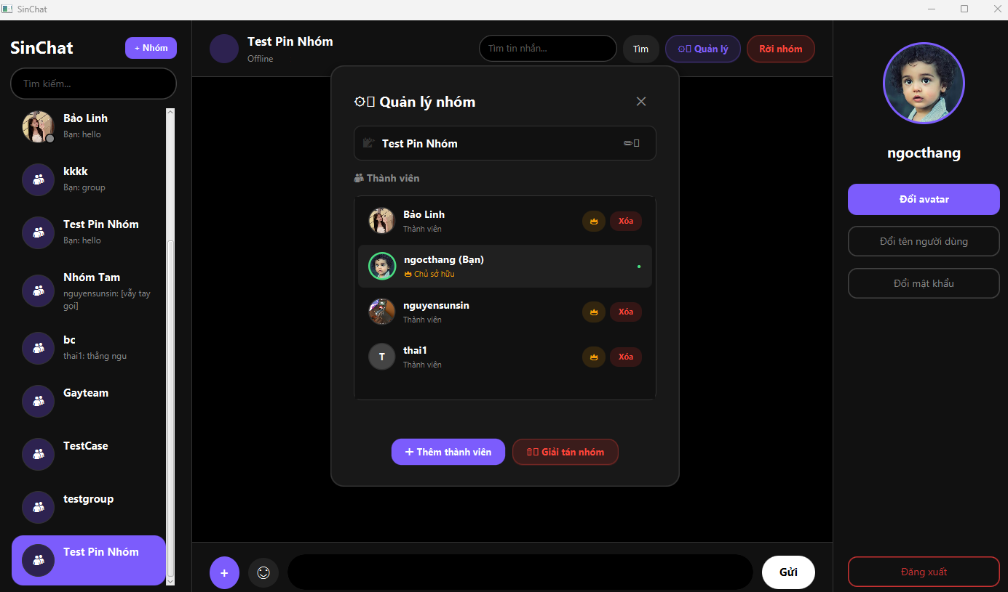 SinChat
SinChat
+ Nhóm
Tìm kiếm...
Bảo Linh
Bạn: hello
kkkk
Bạn: group
Test Pin Nhóm
Bạn: hello
Nhóm Tam
nguyensunsin: [vẫy tay
gọi]
bc
thai1: thằng ngu
Gayteam
TestCase
testgroup
Test Pin Nhóm
Test Pin Nhóm
Offline
Tìm tin nhắn...
Tìm
Quản lý
Rời nhóm
Quản lý nhóm
Test Pin Nhóm
Thành viên
Bảo Linh
Thành viên
Xóa
ngocthang (Bạn)
Chủ sở hữu
nguyensunsin
Thành viên
Xóa
T
thai1
Thành viên
Xóa
+ Thêm thành viên
Giải tán nhóm
+
Gửi
ngocthang
Đổi avatar
Đổi tên người dùng
Đổi mật khẩu
Đăng xuất